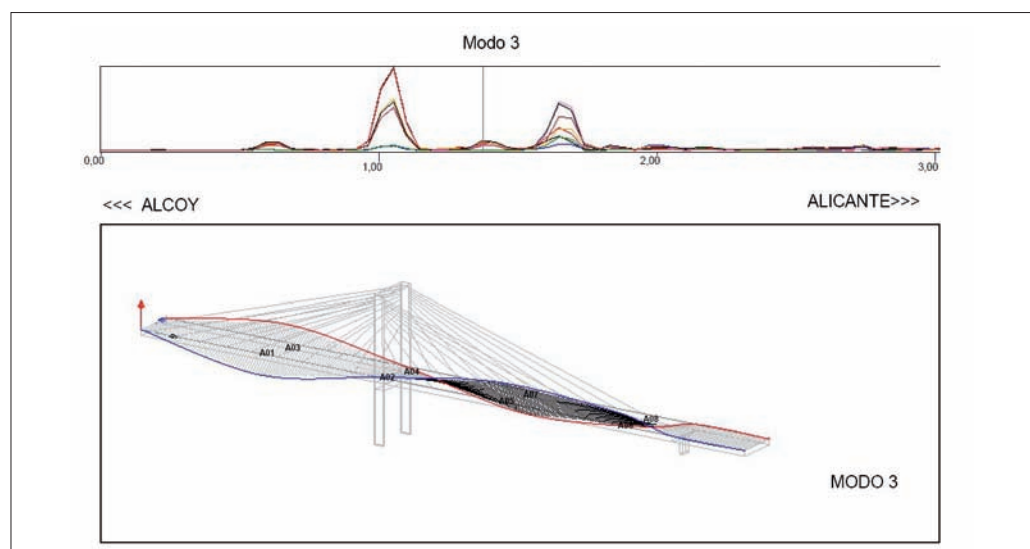 Modo 3
0,00 1,00 2,00 3,00
<<< ALCOY ALICANTE>>>
A01 A03
A02 A04
A05 A07
A08
MODO 3